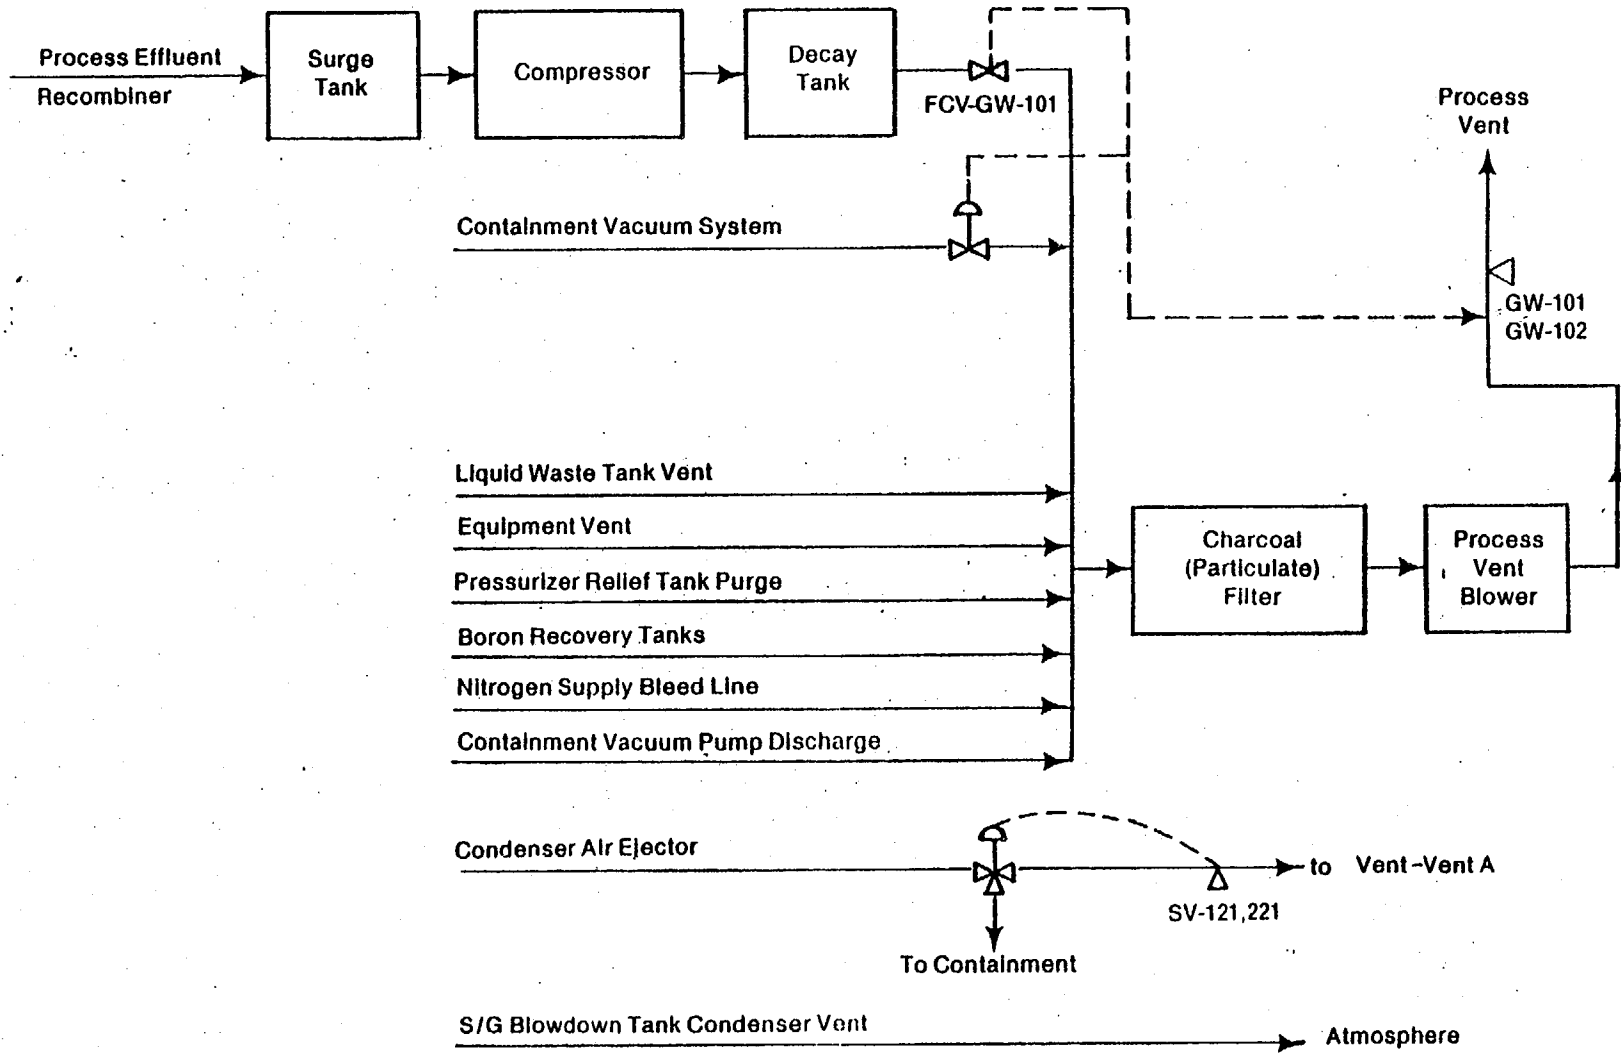 Process Effluent
Recombiner
Surge
Tank
Compressor
Decay
Tank
FCV-GW-101
Process
Vent
Containment Vacuum System
GW-101
GW-102
Liquid Waste Tank Vent
Equipment Vent
Pressurizer Relief Tank Purge
Boron Recovery Tanks
Nitrogen Supply Bleed Line
Containment Vacuum Pump Discharge
Charcoal
(Particulate)
Filter
Process
Vent
Blower
Condenser Air Ejector
to Vent-Vent A
SV-121,221
To Containment
S/G Blowdown Tank Condenser Vent
Atmosphere